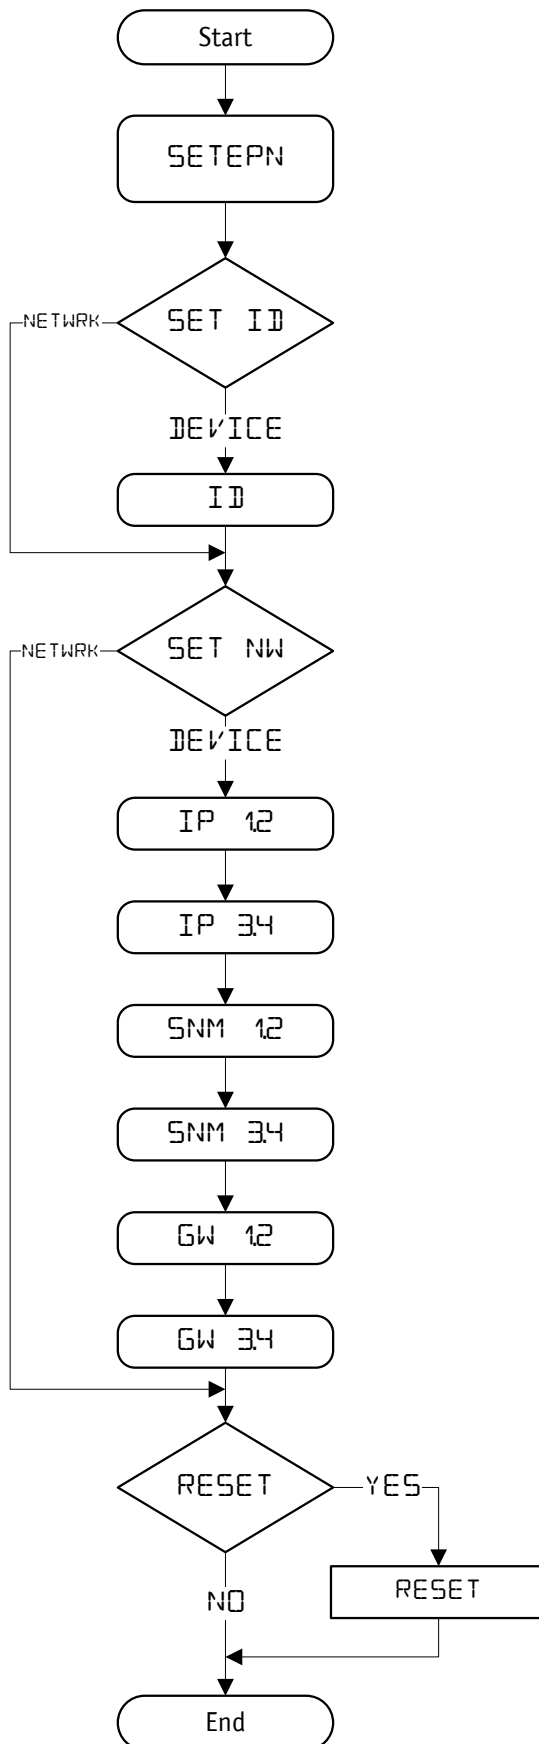 Start
SETEPN
NETWRK
SET ID
DEVICE
ID
NETWRK
SET NW
DEVICE
IP 1.2
IP 3.4
SNM 1.2
SNM 3.4
GW 1.2
GW 3.4
RESET
YES
NO
RESET
End